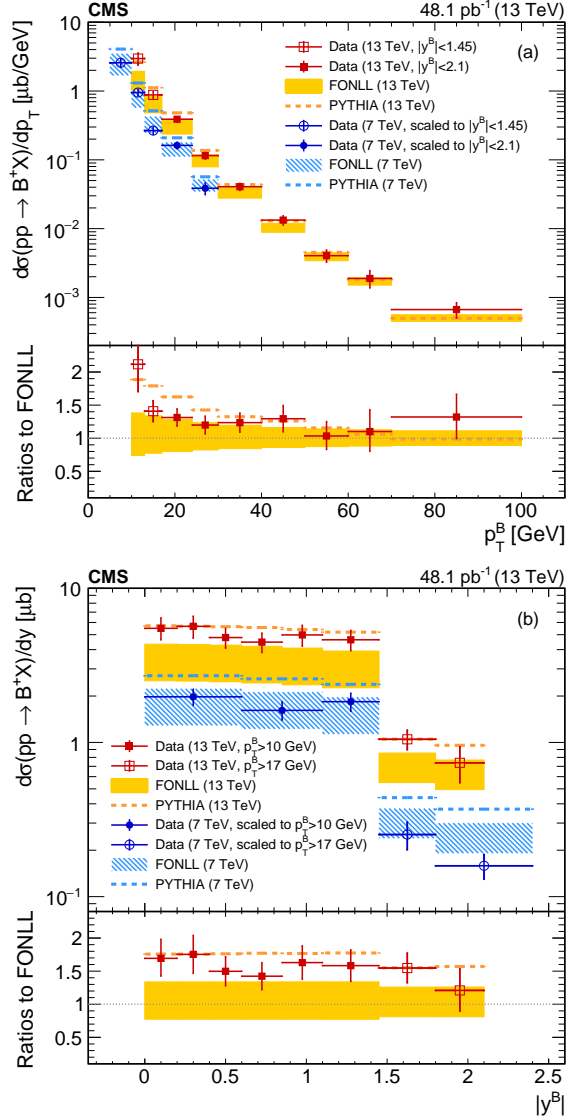 CMS 48.1 pb⁻¹ (13 TeV)
(a)
dσ(pp → B⁺X)/dp_T [μb/GeV]
10
1
10⁻¹
10⁻²
10⁻³
Data (13 TeV, |y^B|<1.45)
Data (13 TeV, |y^B|<2.1)
FONLL (13 TeV)
PYTHIA (13 TeV)
Data (7 TeV, scaled to |y^B|<1.45)
Data (7 TeV, scaled to |y^B|<2.1)
FONLL (7 TeV)
PYTHIA (7 TeV)
Ratios to FONLL
2
1.5
1
0.5
0 20 40 60 80 100
p_T^B [GeV]
CMS 48.1 pb⁻¹ (13 TeV)
(b)
dσ(pp → B⁺X)/dy [μb]
10
1
10⁻¹
Data (13 TeV, p_T^B>10 GeV)
Data (13 TeV, p_T^B>17 GeV)
FONLL (13 TeV)
PYTHIA (13 TeV)
Data (7 TeV, scaled to p_T^B>10 GeV)
Data (7 TeV, scaled to p_T^B>17 GeV)
FONLL (7 TeV)
PYTHIA (7 TeV)
Ratios to FONLL
2
1.5
1
0.5
0 0.5 1 1.5 2 2.5
|y^B|